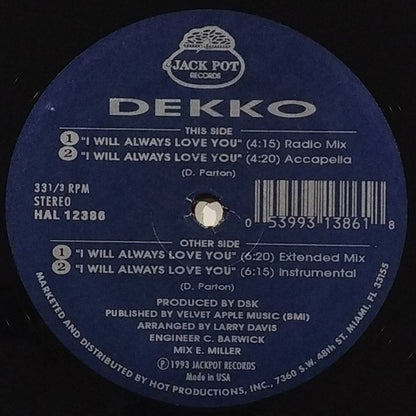 JACK POT
RECORDS
DEKKO
THIS SIDE
1 "I WILL ALWAYS LOVE YOU" (4:15) Radio Mix
2 "I WILL ALWAYS LOVE YOU" (4:20) Accapella
(D. Parton)
33 1/3 RPM
STEREO
HAL 12386
0 53993 13861 8
OTHER SIDE
1 "I WILL ALWAYS LOVE YOU" (6:20) Extended Mix
2 "I WILL ALWAYS LOVE YOU" (6:15) Instrumental
(D. Parton)
PRODUCED BY DSK
PUBLISHED BY VELVET APPLE MUSIC (BMI)
ARRANGED BY LARRY DAVIS
ENGINEER C. BARWICK
MIX E. MILLER
℗1993 JACKPOT RECORDS
Made in USA
MARKETED AND DISTRIBUTED BY HOT PRODUCTIONS, INC., 7360 S.W. 48th ST. MIAMI, FL 33155